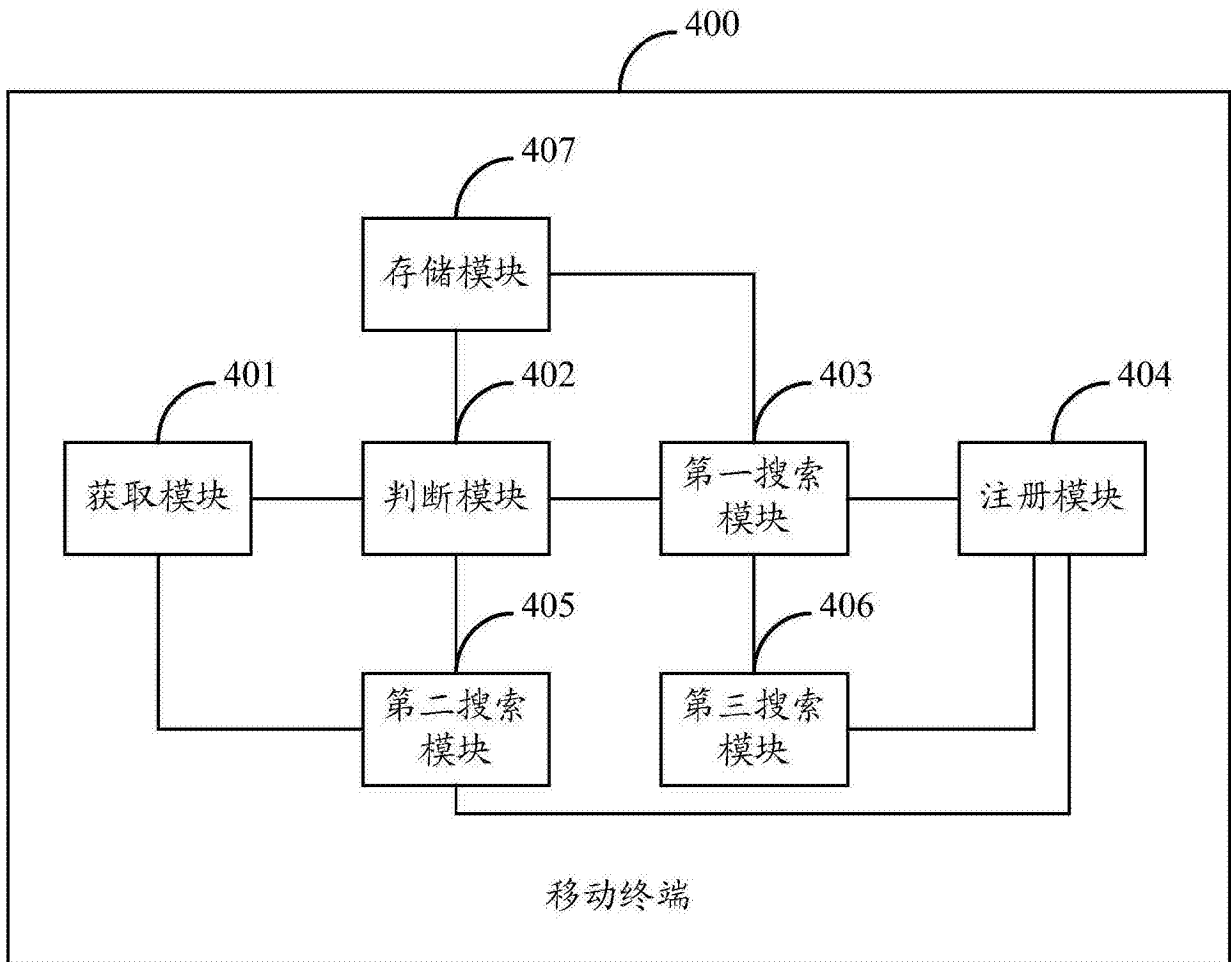 400
407
存储模块
401
402
403
404
获取模块
判断模块
第一搜索
模块
注册模块
405
406
第二搜索
模块
第三搜索
模块
移动终端